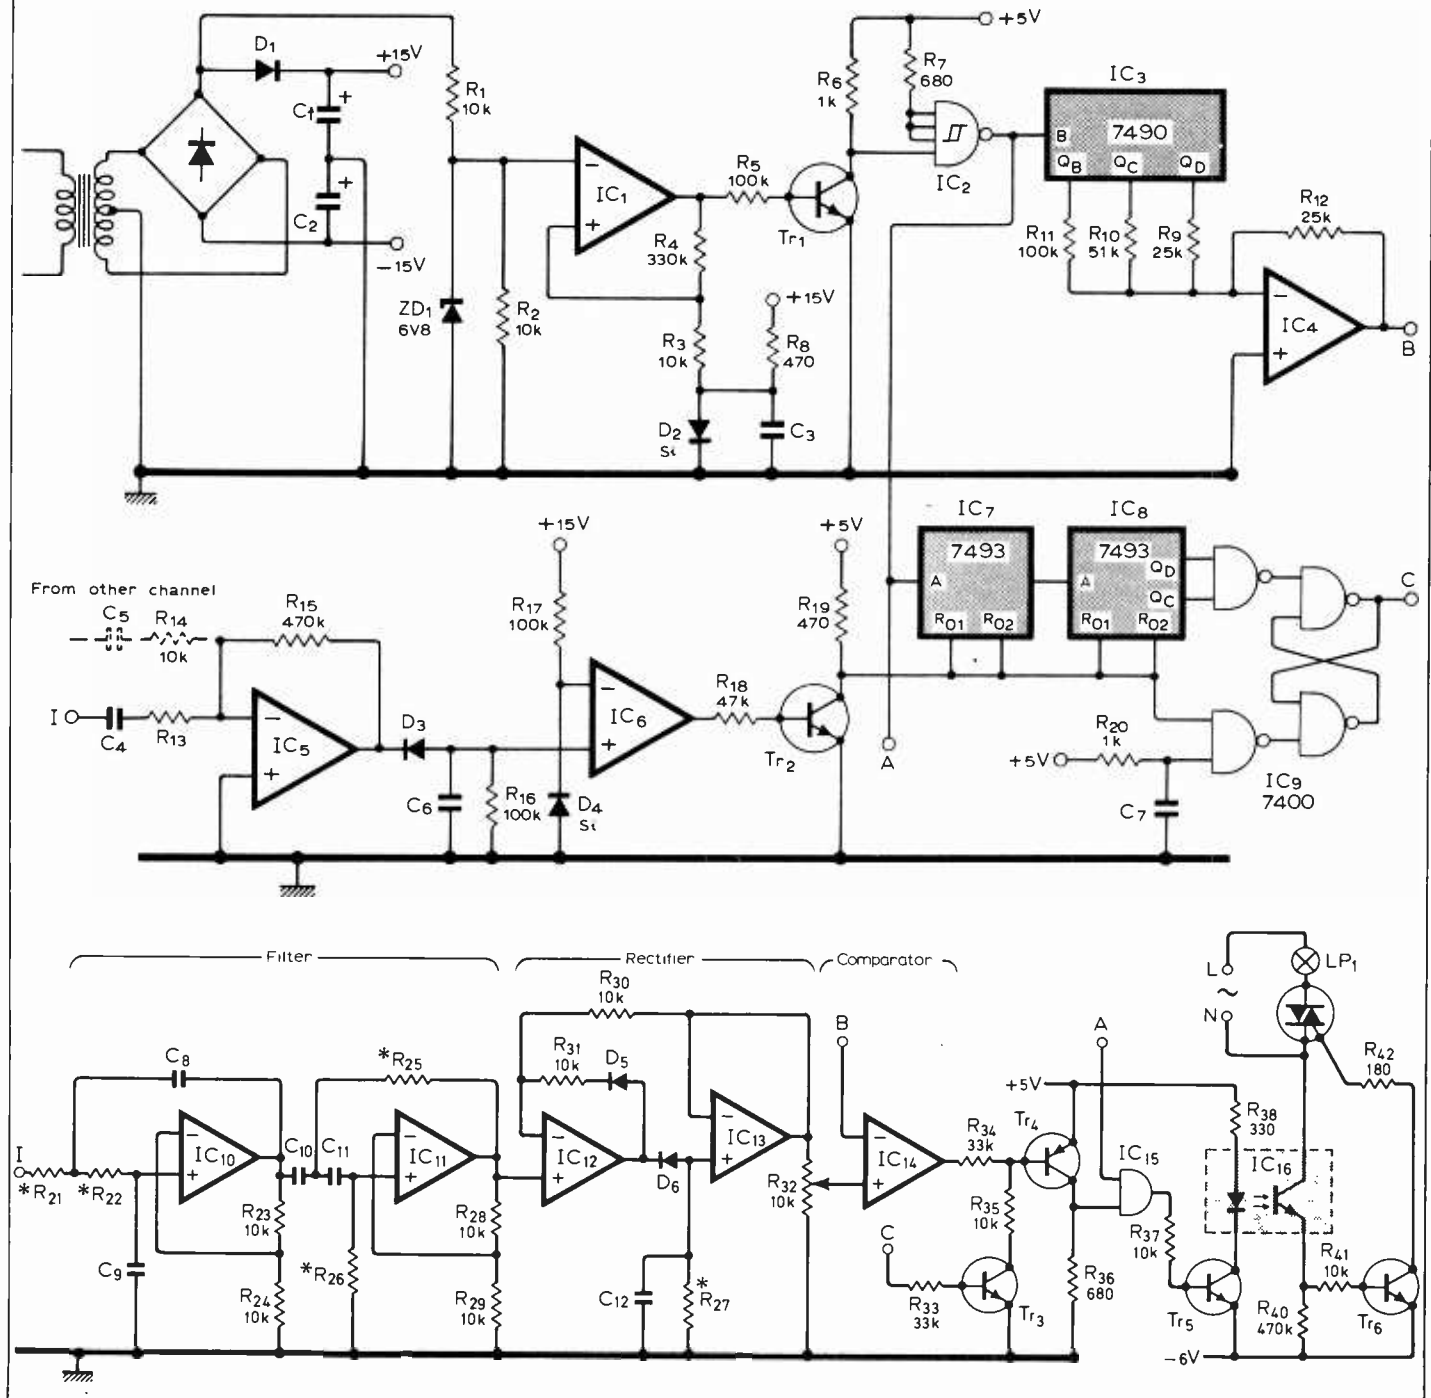 D1
+15V
C1
+
+
C2
-15V
R1
10k
ZD1
6V8
R2
10k
-
+
IC1
R5
100k
R4
330k
R3
10k
+15V
R8
470
D2
Si
C3
Tr1
R6
1k
R7
680
+5V
IC2
IC3
7490
B
QB
QC
QD
R11
100k
R10
51k
R9
25k
R12
25k
-
+
IC4
B
From other channel
C5
R14
10k
R15
470k
I
C4
R13
-
+
IC5
D3
C6
R16
100k
+15V
R17
100k
D4
Si
-
+
IC6
R18
47k
Tr2
+5V
R19
470
A
IC7
7493
A
RO1
RO2
IC8
7493
A
QD
QC
RO1
RO2
C
R20
1k
+5V
C7
IC9
7400
Filter
Rectifier
Comparator
I
*R21
*R22
C8
C9
-
+
IC10
R23
10k
R24
10k
C10
C11
*R25
*R26
-
+
IC11
R28
10k
R29
10k
R30
10k
R31
10k
D5
-
+
IC12
D6
C12
*
R27
-
+
IC13
R32
10k
B
-
+
IC14
R34
33k
R35
10k
C
R33
33k
Tr3
Tr4
+5V
R36
680
A
IC15
R37
10k
Tr5
R38
330
IC16
L
~
N
LP1
R42
180
R41
10k
R40
470k
Tr6
-6V